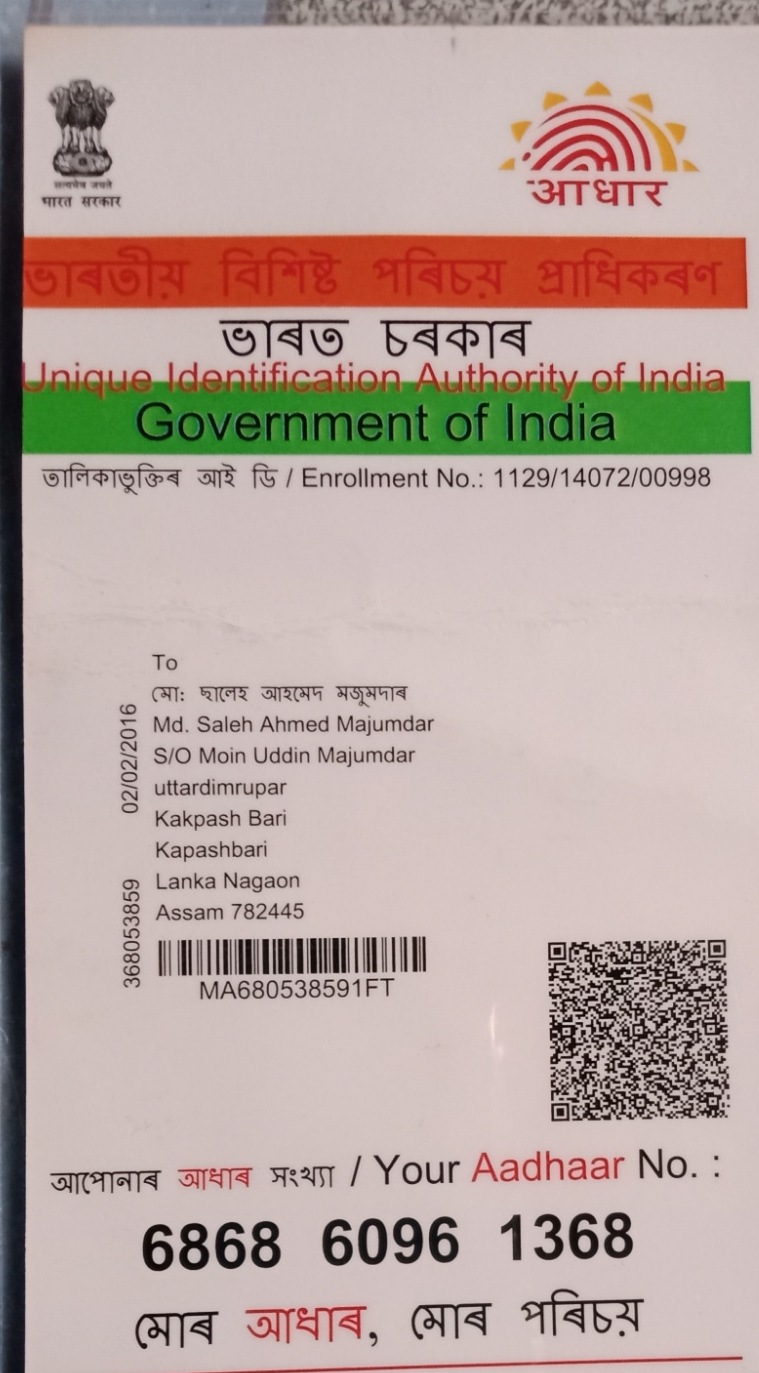 सत्यमेव जयते
भारत सरकार
आधार
ভাৰতীয় বিশিষ্ট পৰিচয় প্ৰাধিকৰণ
ভাৰত চৰকাৰ
Unique Identification Authority of India
Government of India
তালিকাভুক্তিৰ আই ডি / Enrollment No.: 1129/14072/00998
To
মো: ছালেহ আহমেদ মজুমদাৰ
Md. Saleh Ahmed Majumdar
S/O Moin Uddin Majumdar
uttardimrupar
Kakpash Bari
Kapashbari
Lanka Nagaon
Assam 782445
02/02/2016
368053859
MA680538591FT
আপোনাৰ আধাৰ সংখ্যা / Your Aadhaar No. :
6868 6096 1368
মোৰ আধাৰ, মোৰ পৰিচয়